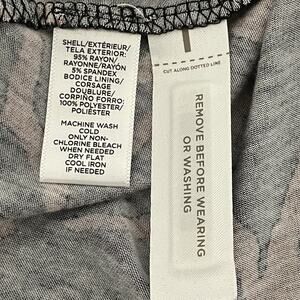 SHELL/EXTÉRIEUR/
TELA EXTERIOR:
95% RAYON/
RAYONNE/RAYÓN
5% SPANDEX
BODICE LINING/
CORSAGE
DOUBLURE/
CORPIÑO FORRO:
100% POLYESTER/
POLIÉSTER
MACHINE WASH
COLD
ONLY NON-
CHLORINE BLEACH
WHEN NEEDED
DRY FLAT
COOL IRON
IF NEEDED
CUT ALONG DOTTED LINE
REMOVE BEFORE WEARING
OR WASHING